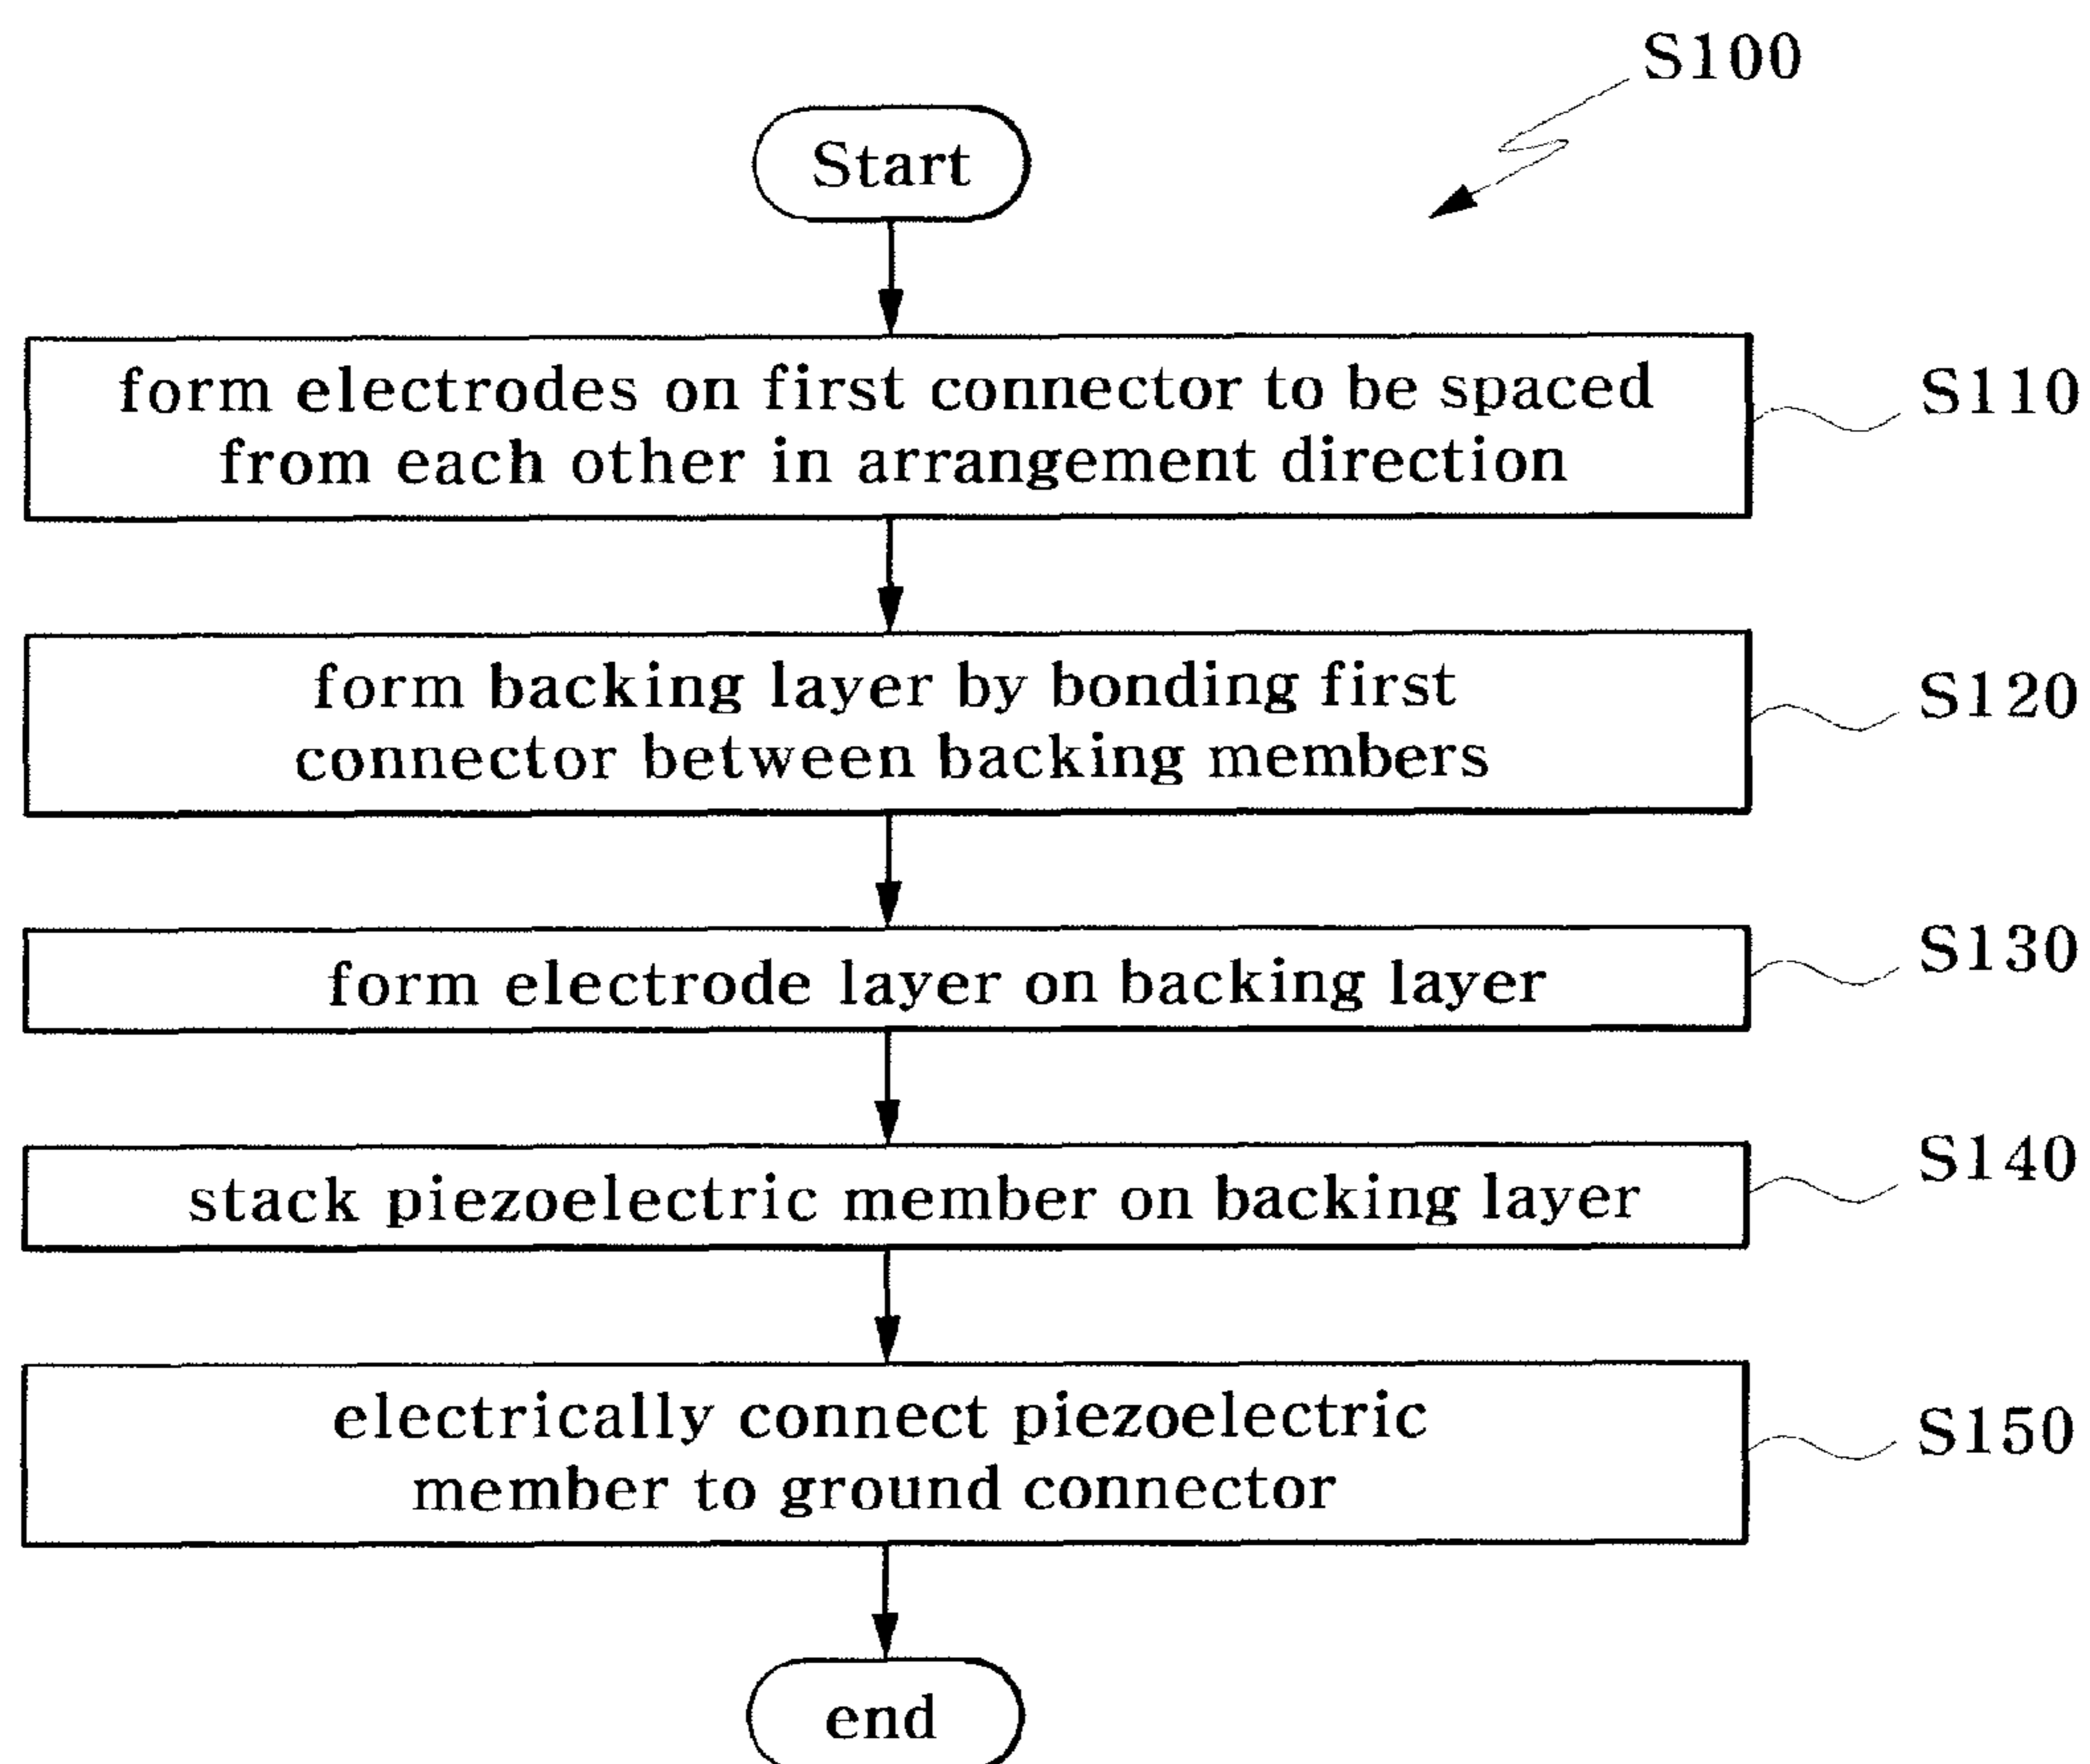 S100
Start
form electrodes on first connector to be spaced
from each other in arrangement direction
S110
form backing layer by bonding first
connector between backing members
S120
form electrode layer on backing layer
S130
stack piezoelectric member on backing layer
S140
electrically connect piezoelectric
member to ground connector
S150
end